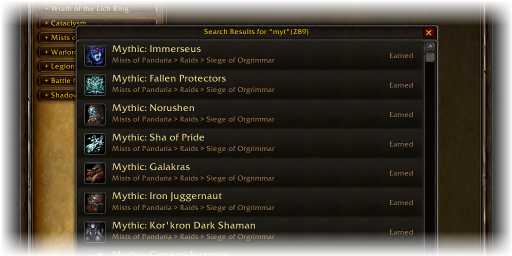 + Wrath of the Lich King
+ Cataclysm
+ Mists o
+ Warlor
+ Legion
+ Battle f
+ Shadow
Search Results for "myt"(289)
Mythic: Immerseus
Mists of Pandaria > Raids > Siege of Orgrimmar
Earned
Mythic: Fallen Protectors
Mists of Pandaria > Raids > Siege of Orgrimmar
Earned
Mythic: Norushen
Mists of Pandaria > Raids > Siege of Orgrimmar
Earned
Mythic: Sha of Pride
Mists of Pandaria > Raids > Siege of Orgrimmar
Earned
Mythic: Galakras
Mists of Pandaria > Raids > Siege of Orgrimmar
Earned
Mythic: Iron Juggernaut
Mists of Pandaria > Raids > Siege of Orgrimmar
Earned
Mythic: Kor'kron Dark Shaman
Mists of Pandaria > Raids > Siege of Orgrimmar
Earned
Mythic: General